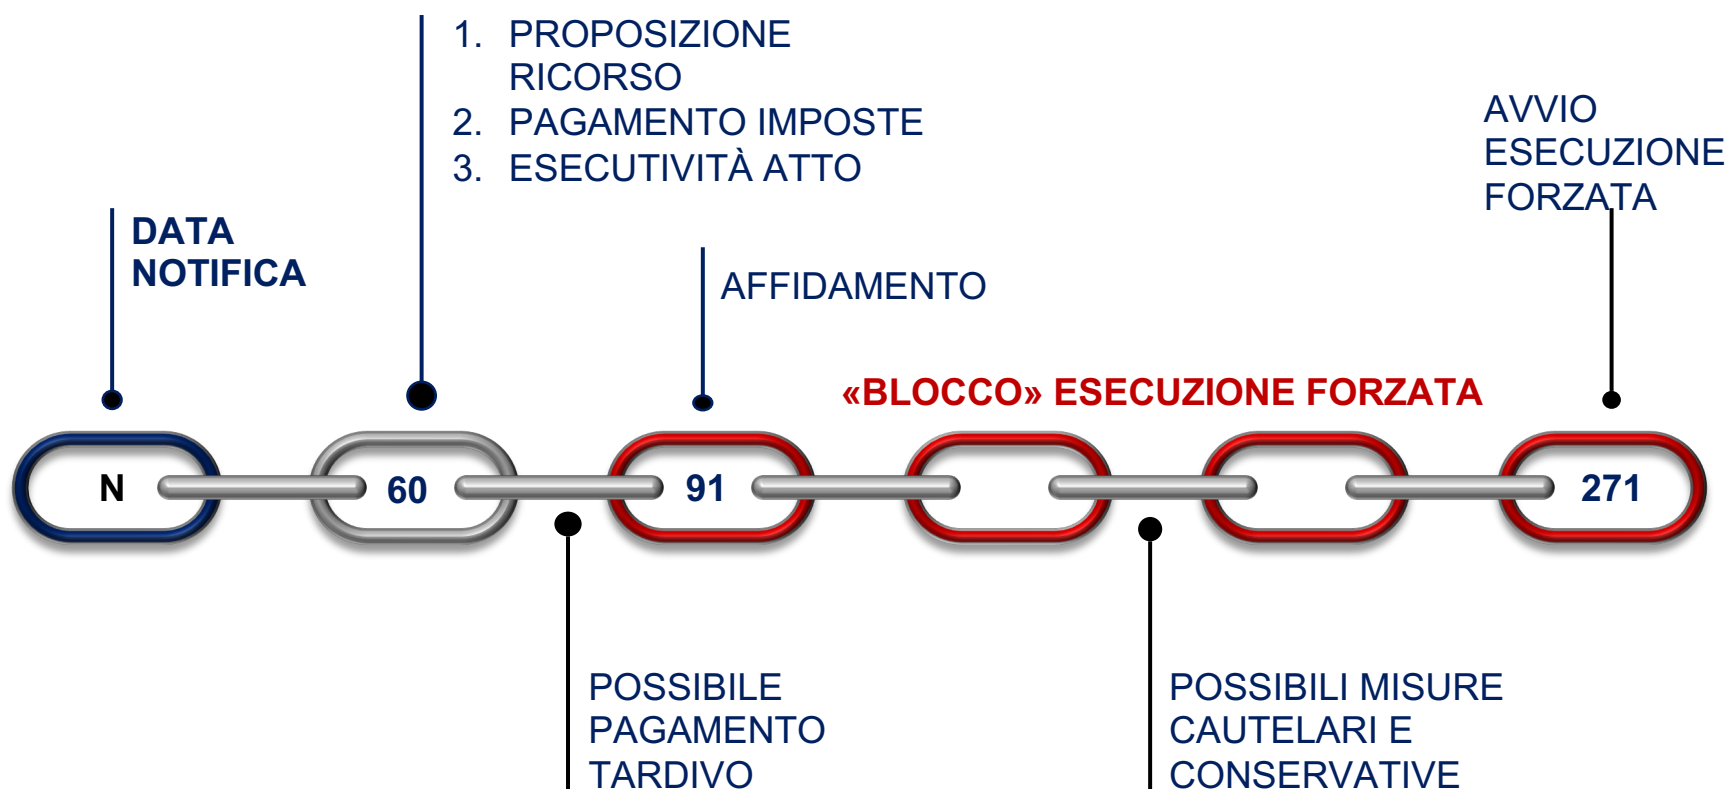 1. PROPOSIZIONE
RICORSO
2. PAGAMENTO IMPOSTE
3. ESECUTIVITÀ ATTO
AVVIO
ESECUZIONE
FORZATA
DATA
NOTIFICA
AFFIDAMENTO
«BLOCCO» ESECUZIONE FORZATA
N
60
91
271
POSSIBILE
PAGAMENTO
TARDIVO
POSSIBILI MISURE
CAUTELARI E
CONSERVATIVE